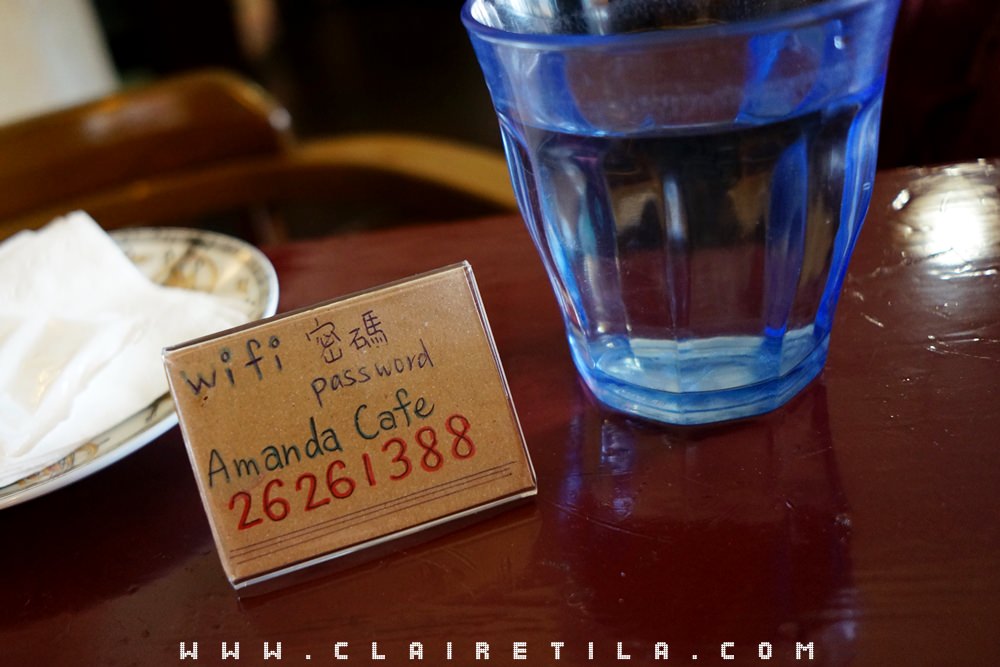 wifi 密碼
password
Amanda Cafe
26261388
WWW.CLAIRETILA.COM